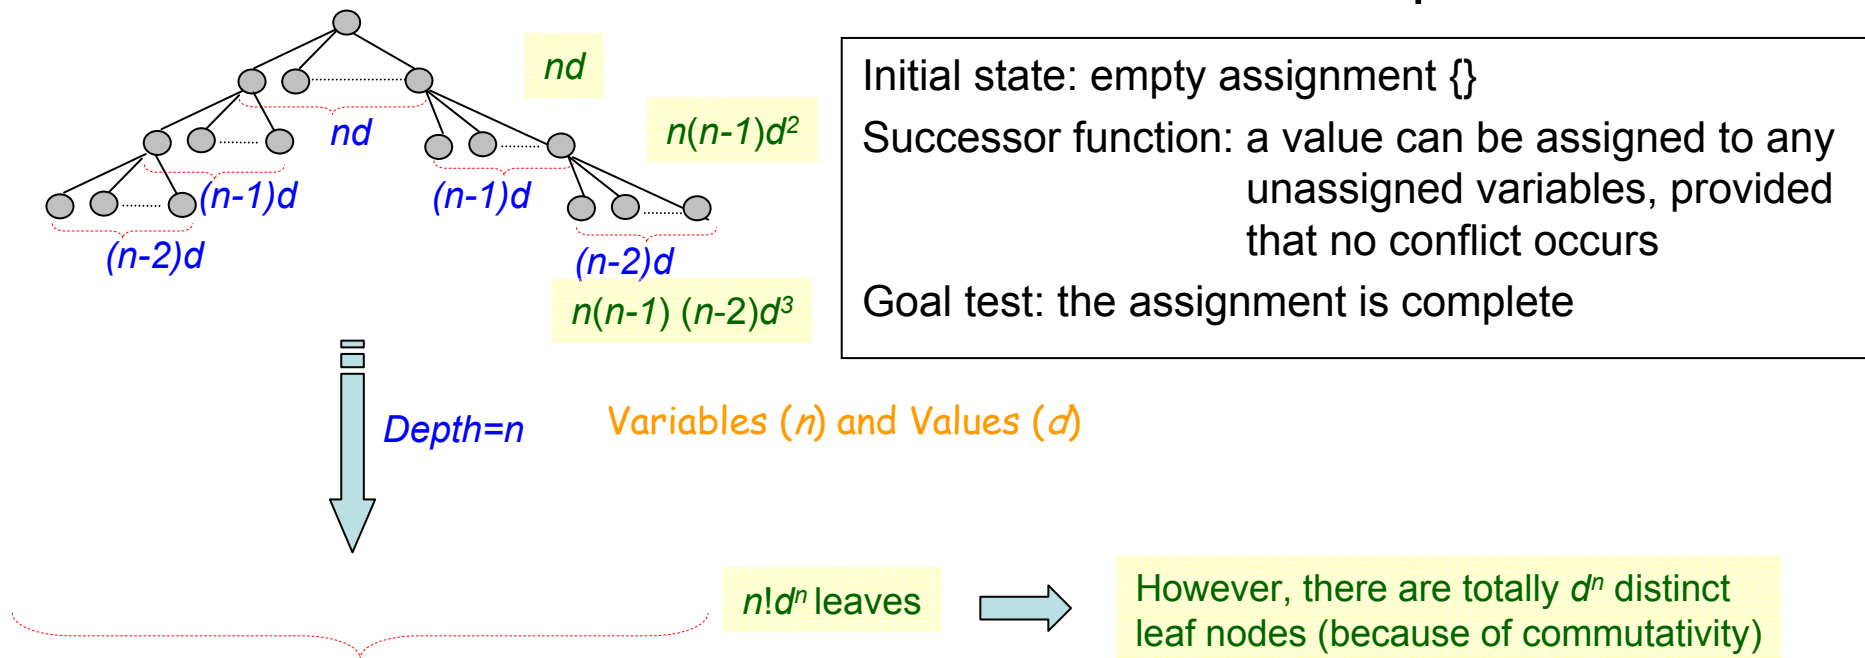 nd
Initial state: empty assignment {}
nd
n(n-1)d²
Successor function: a value can be assigned to any
unassigned variables, provided
that no conflict occurs
(n-1)d
(n-1)d
(n-2)d
(n-2)d
n(n-1) (n-2)d³
Goal test: the assignment is complete
Depth=n
Variables (n) and Values (d)
n!dⁿ leaves
However, there are totally dⁿ distinct
leaf nodes (because of commutativity)